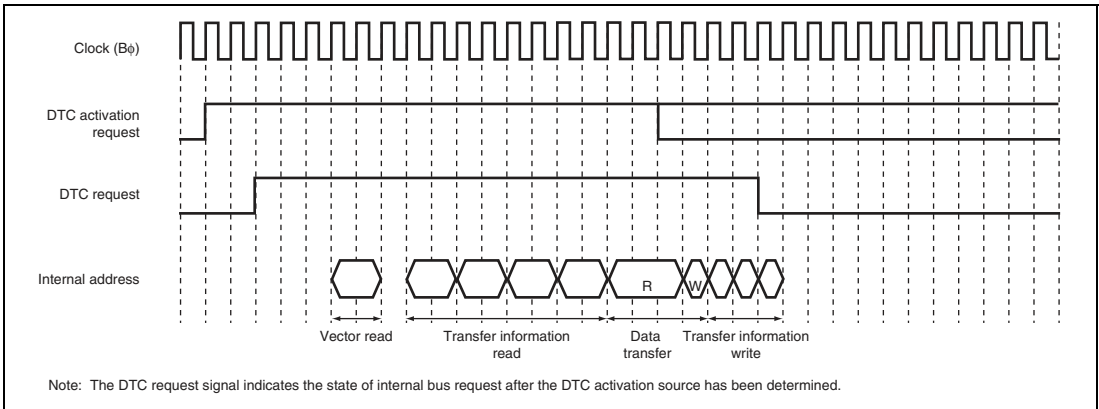 Clock (Bφ)
DTC activation
request
DTC request
Internal address
R
W
Vector read
Transfer information
read
Data
transfer
Transfer information
write
Note: The DTC request signal indicates the state of internal bus request after the DTC activation source has been determined.